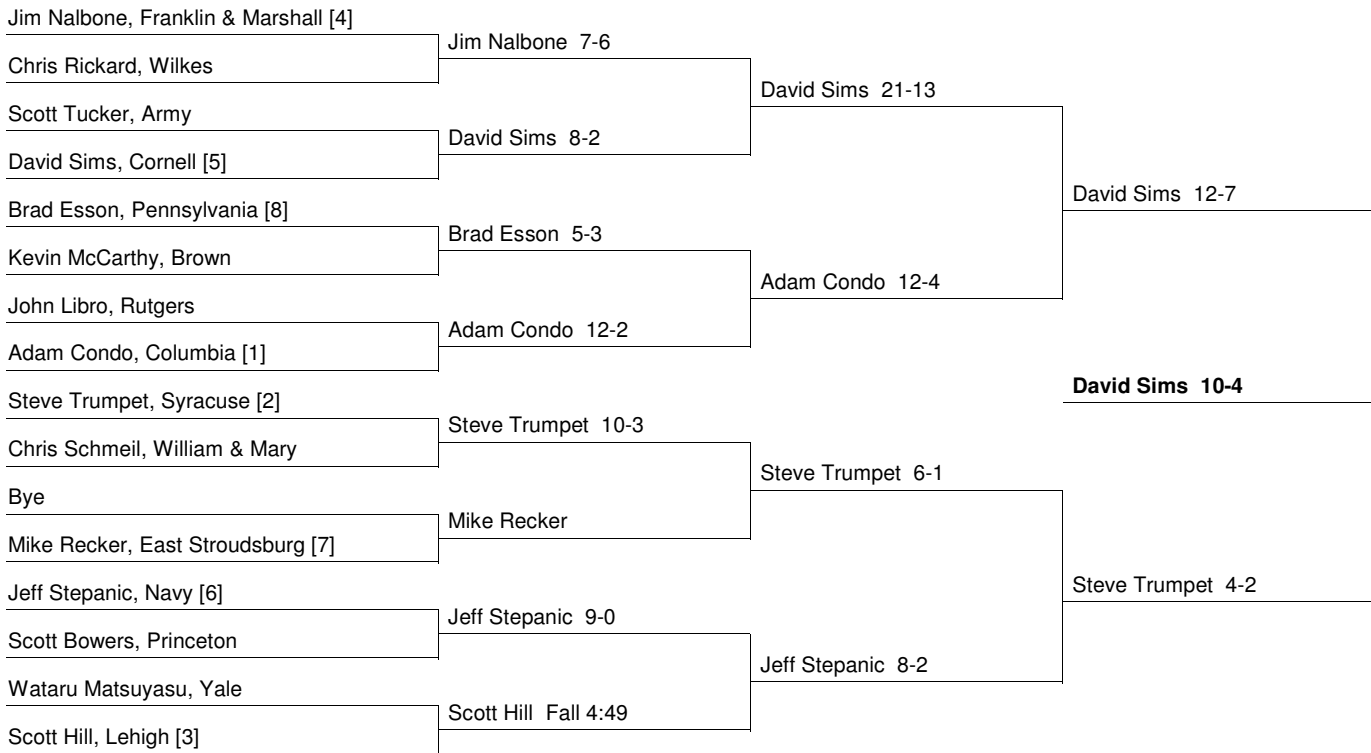 Jim Nalbone, Franklin & Marshall [4]
Jim Nalbone 7-6
Chris Rickard, Wilkes
David Sims 21-13
Scott Tucker, Army
David Sims 8-2
David Sims, Cornell [5]
David Sims 12-7
Brad Esson, Pennsylvania [8]
Brad Esson 5-3
Kevin McCarthy, Brown
Adam Condo 12-4
John Libro, Rutgers
Adam Condo 12-2
Adam Condo, Columbia [1]
David Sims 10-4
Steve Trumpet, Syracuse [2]
Steve Trumpet 10-3
Chris Schmeil, William & Mary
Steve Trumpet 6-1
Bye
Mike Recker
Mike Recker, East Stroudsburg [7]
Steve Trumpet 4-2
Jeff Stepanic, Navy [6]
Jeff Stepanic 9-0
Scott Bowers, Princeton
Jeff Stepanic 8-2
Wataru Matsuyasu, Yale
Scott Hill Fall 4:49
Scott Hill, Lehigh [3]